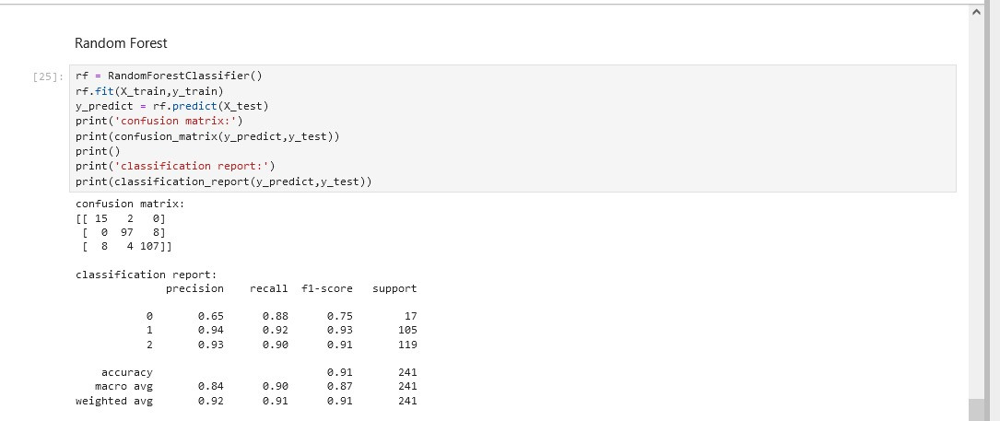 Random Forest
[25]: rf = RandomForestClassifier()
rf.fit(X_train,y_train)
y_predict = rf.predict(X_test)
print('confusion matrix:')
print(confusion_matrix(y_predict,y_test))
print()
print('classification report:')
print(classification_report(y_predict,y_test))
confusion matrix:
[[ 15   2   0]
 [  0  97   8]
 [  8   4 107]]
classification report:
              precision    recall  f1-score   support
           0       0.65      0.88      0.75        17
           1       0.94      0.92      0.93       105
           2       0.93      0.90      0.91       119
    accuracy                           0.91       241
   macro avg       0.84      0.90      0.87       241
weighted avg       0.92      0.91      0.91       241